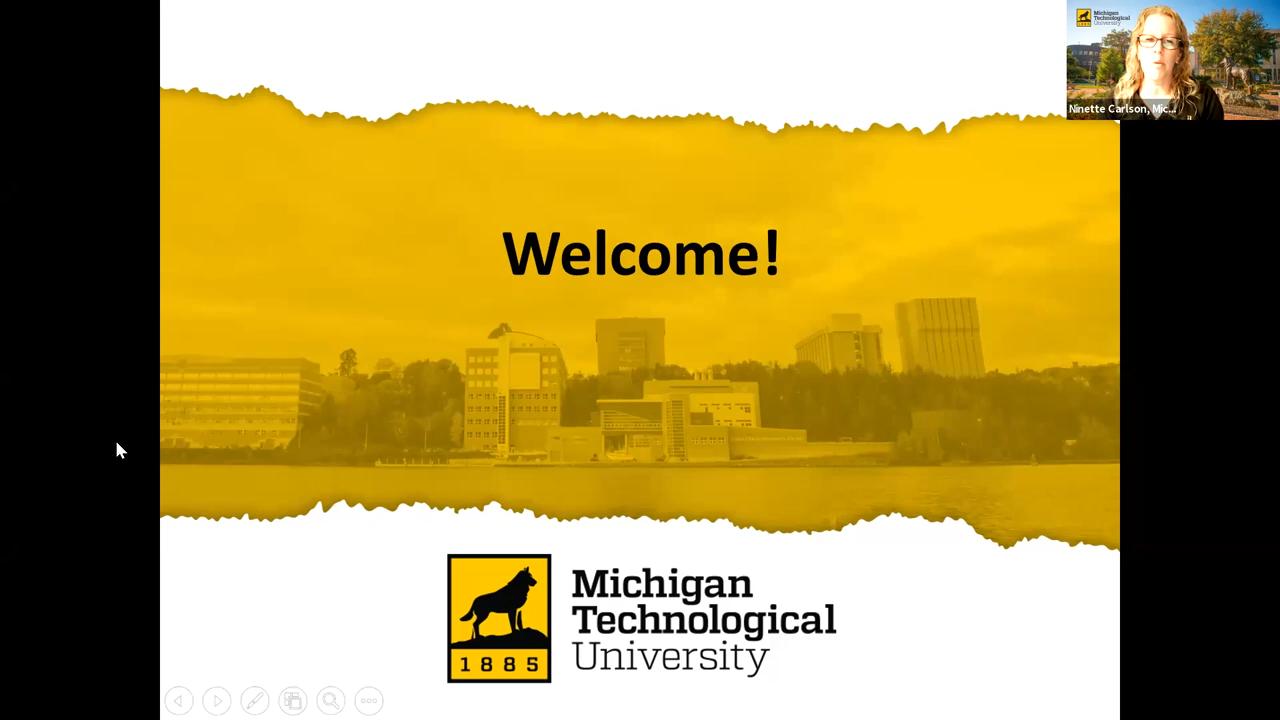 Michigan
Technological
University
Ninette Carlson, Mic...
Welcome!
1885
Michigan
Technological
University